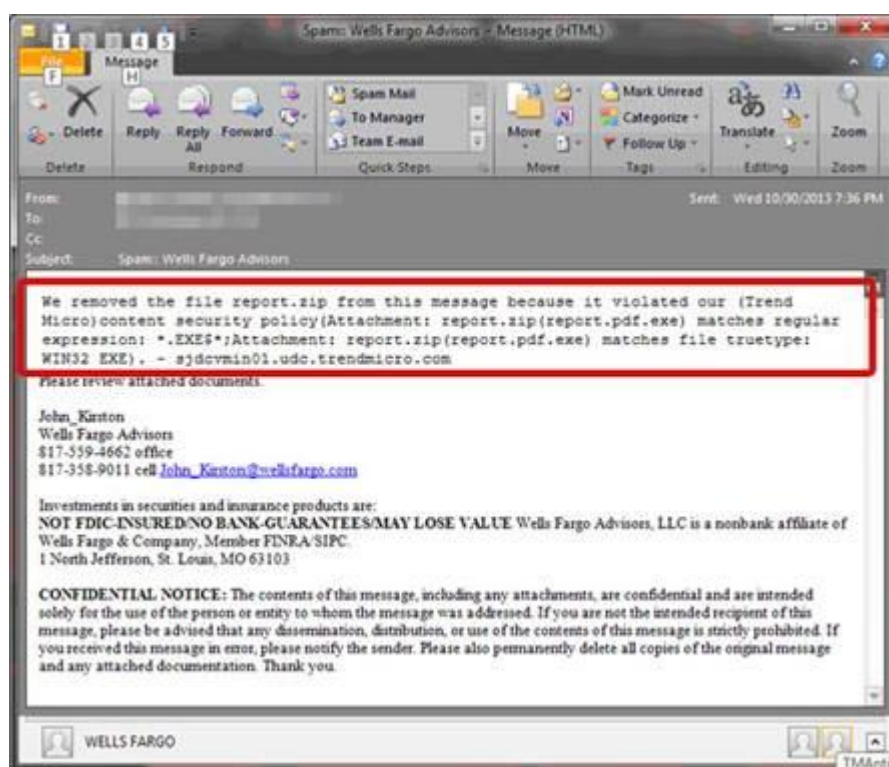 Spam:: Wells Fargo Advisors - Message (HTML)
1 4 5
File Message
F H
Delete Reply Reply All Forward
Spam Mail
To Manager
Team E-mail
Move
Mark Unread
Categorize
Follow Up
Translate
Zoom
Delete Respond Quick Steps Move Tags Editing Zoom
From: Sent: Wed 10/30/2013 7:36 PM
To:
Cc:
Subject: Spam:: Wells Fargo Advisors
We removed the file report.zip from this message because it violated our (Trend
Micro)content security policy(Attachment: report.zip(report.pdf.exe) matches regular
expression: *.EXE$*;Attachment: report.zip(report.pdf.exe) matches file truetype:
WIN32 EXE). - sjdcvmin01.udc.trendmicro.com
Please review attached documents.
John_Kirston
Wells Fargo Advisors
817-559-4662 office
817-358-9011 cell John_Kirston@wellsfargo.com
Investments in securities and insurance products are:
NOT FDIC-INSURED/NO BANK-GUARANTEES/MAY LOSE VALUE Wells Fargo Advisors, LLC is a nonbank affiliate of
Wells Fargo & Company, Member FINRA/SIPC.
1 North Jefferson, St. Louis, MO 63103
CONFIDENTIAL NOTICE: The contents of this message, including any attachments, are confidential and are intended
solely for the use of the person or entity to whom the message was addressed. If you are not the intended recipient of this
message, please be advised that any dissemination, distribution, or use of the contents of this message is strictly prohibited. If
you received this message in error, please notify the sender. Please also permanently delete all copies of the original message
and any attached documentation. Thank you.
WELLS FARGO